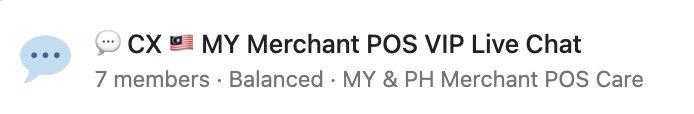 💬 CX 🇲🇾 MY Merchant POS VIP Live Chat
7 members · Balanced · MY & PH Merchant POS Care